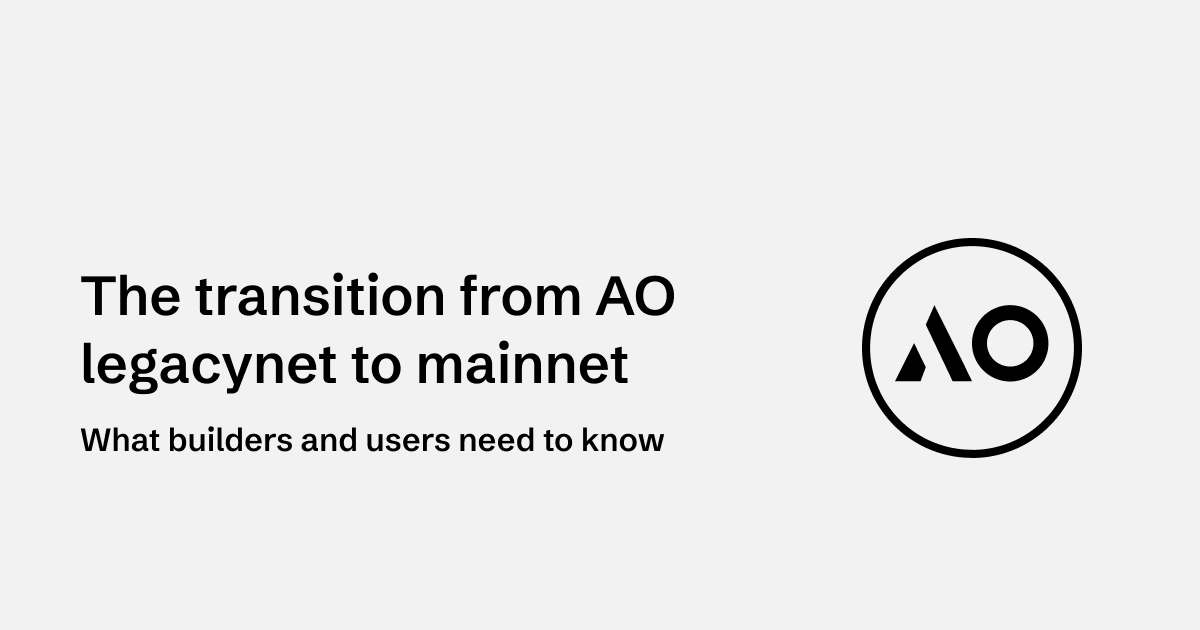 The transition from AO
legacynet to mainnet
What builders and users need to know
AO